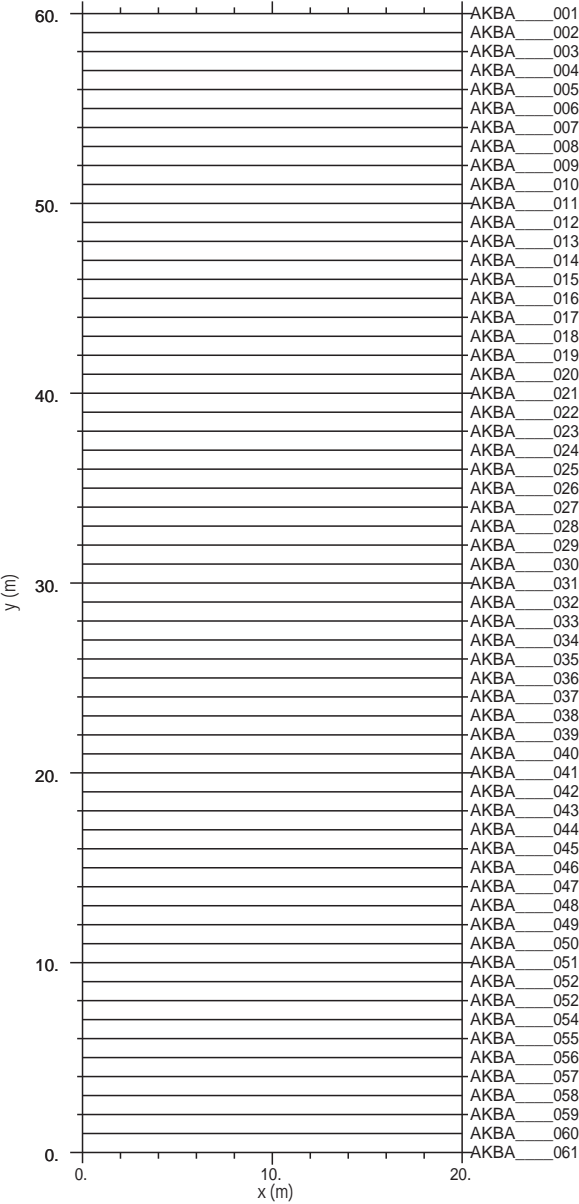 60. AKBA____001
AKBA____002
AKBA____003
AKBA____004
AKBA____005
AKBA____006
AKBA____007
AKBA____008
AKBA____009
AKBA____010
50. AKBA____011
AKBA____012
AKBA____013
AKBA____014
AKBA____015
AKBA____016
AKBA____017
AKBA____018
AKBA____019
AKBA____020
40. AKBA____021
AKBA____022
AKBA____023
AKBA____024
AKBA____025
AKBA____026
AKBA____027
AKBA____028
AKBA____029
AKBA____030
30. AKBA____031
y (m)
AKBA____032
AKBA____033
AKBA____034
AKBA____035
AKBA____036
AKBA____037
AKBA____038
AKBA____039
AKBA____040
20. AKBA____041
AKBA____042
AKBA____043
AKBA____044
AKBA____045
AKBA____046
AKBA____047
AKBA____048
AKBA____049
AKBA____050
10. AKBA____051
AKBA____052
AKBA____052
AKBA____054
AKBA____055
AKBA____056
AKBA____057
AKBA____058
AKBA____059
AKBA____060
0. AKBA____061
0. 10. 20.
x (m)